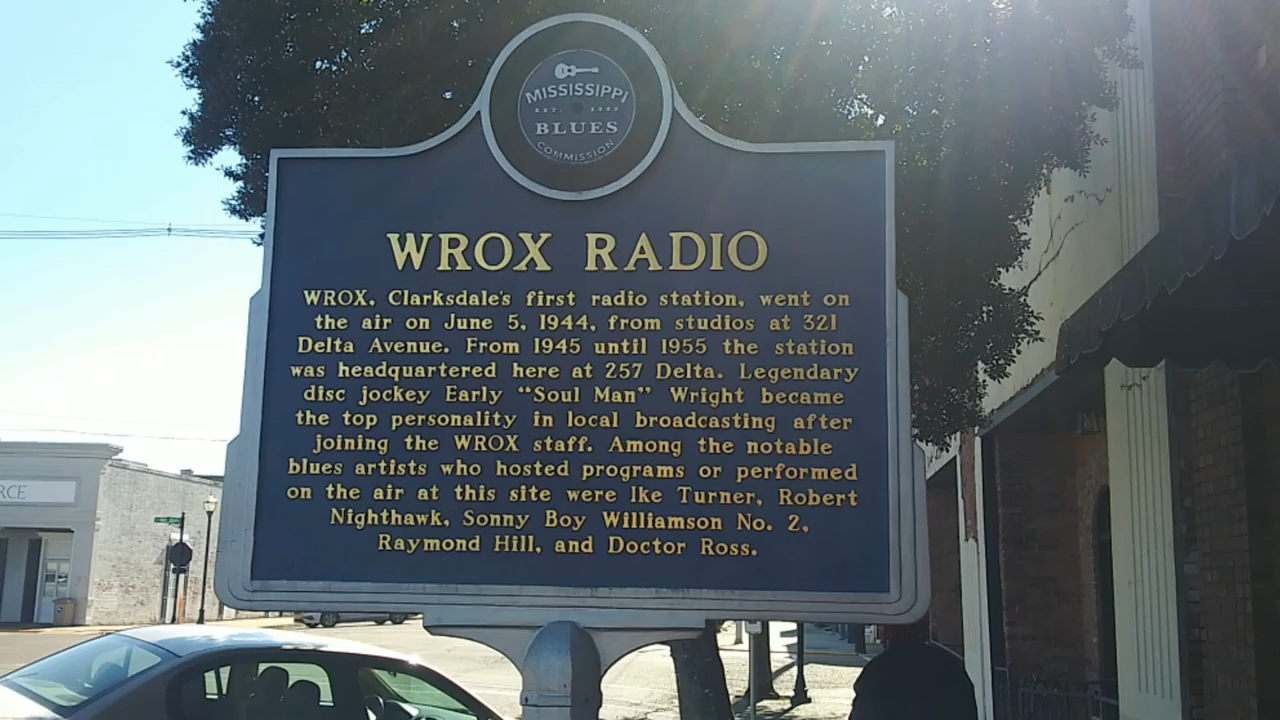 MISSISSIPPI
BLUES
COMMISSION
WROX RADIO
WROX, Clarksdale's first radio station, went on
the air on June 5, 1944, from studios at 321
Delta Avenue. From 1945 until 1955 the station
was headquartered here at 257 Delta. Legendary
disc jockey Early “Soul Man” Wright became
the top personality in local broadcasting after
joining the WROX staff. Among the notable
blues artists who hosted programs or performed
on the air at this site were Ike Turner, Robert
Nighthawk, Sonny Boy Williamson No. 2,
Raymond Hill, and Doctor Ross.
RCE